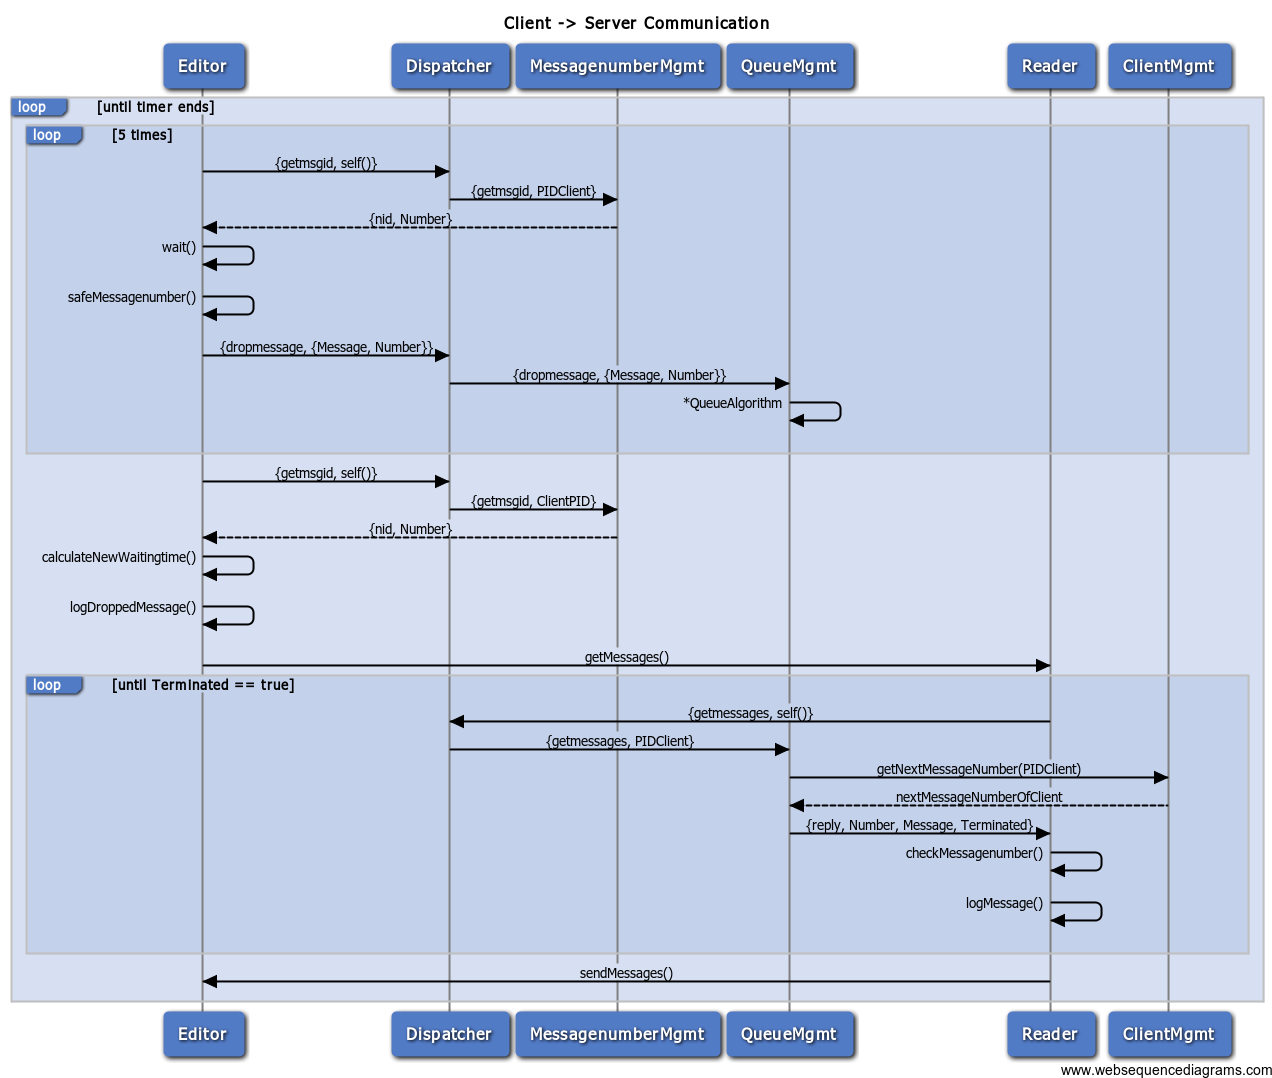 Client -> Server Communication
Editor Dispatcher MessagenumberMgmt QueueMgmt Reader ClientMgmt
loop [until timer ends]
loop [5 times]
{getmsgid, self()}
{getmsgid, PIDClient}
{nid, Number}
wait()
safeMessagenumber()
{dropmessage, {Message, Number}}
{dropmessage, {Message, Number}}
*QueueAlgorithm
{getmsgid, self()}
{getmsgid, ClientPID}
{nid, Number}
calculateNewWaitingtime()
logDroppedMessage()
getMessages()
loop [until Terminated == true]
{getmessages, self()}
{getmessages, PIDClient}
getNextMessageNumber(PIDClient)
nextMessageNumberOfClient
{reply, Number, Message, Terminated}
checkMessagenumber()
logMessage()
sendMessages()
Editor Dispatcher MessagenumberMgmt QueueMgmt Reader ClientMgmt
www.websequencediagrams.com